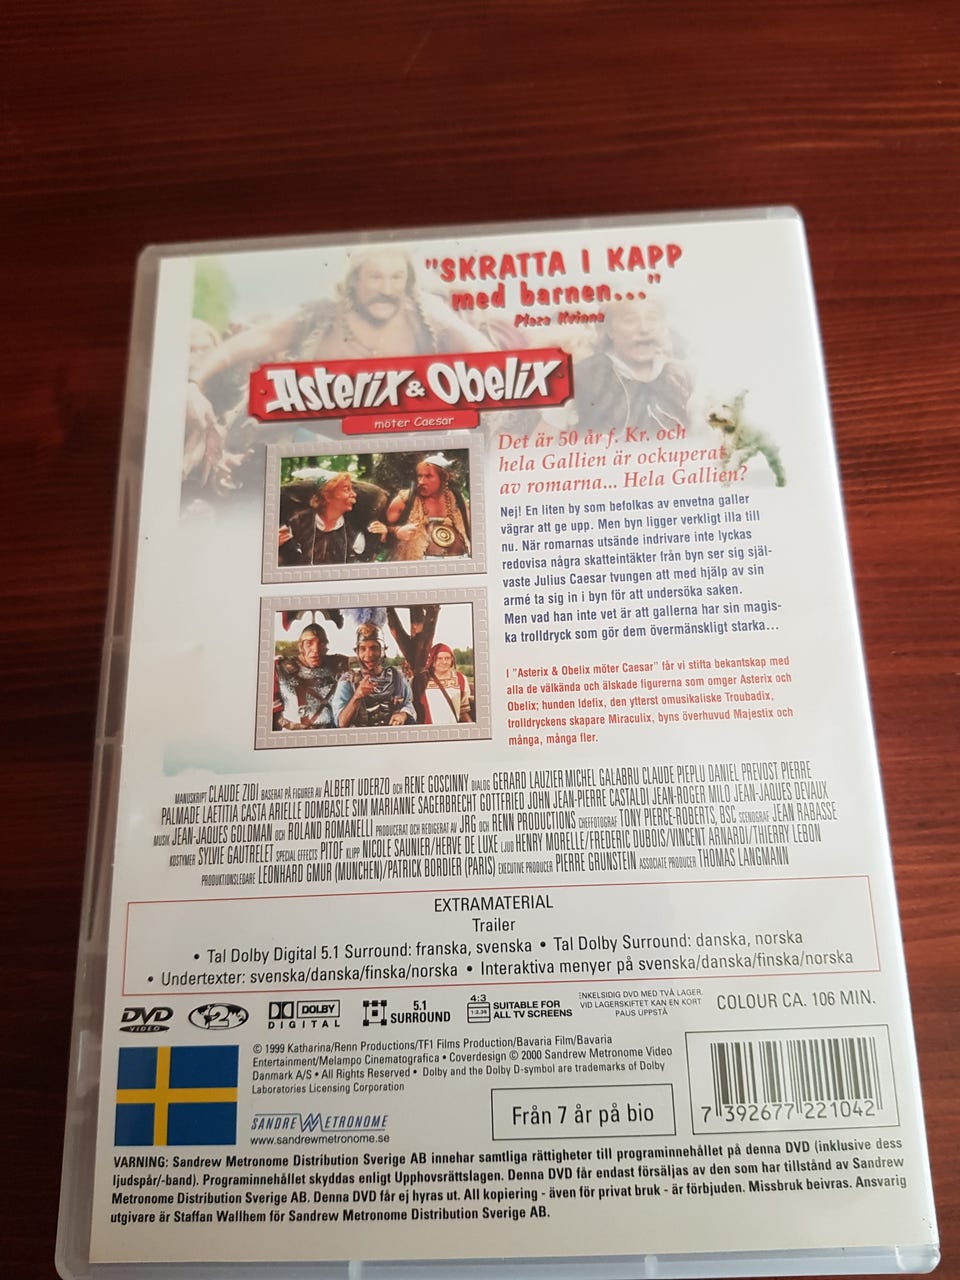 "SKRATTA I KAPP
med barnen..."
Plaza Kvinna
Asterix & Obelix
möter Caesar
Det är 50 år f. Kr. och
hela Gallien är ockuperat
av romarna... Hela Gallien?
Nej! En liten by som befolkas av envetna galler
vägrar att ge upp. Men byn ligger verkligt illa till
nu. När romarnas utsände indrivare inte lyckas
redovisa några skatteintäkter från byn ser sig själ-
vaste Julius Caesar tvungen att med hjälp av sin
armé ta sig in i byn för att undersöka saken.
Men vad han inte vet är att gallerna har sin magis-
ka trolldryck som gör dem övermänskligt starka...
I "Asterix & Obelix möter Caesar" får vi stifta bekantskap med
alla de välkända och älskade figurerna som omger Asterix och
Obelix; hunden Idefix, den ytterst omusikaliske Troubadix,
trolldryckens skapare Miraculix, byns överhuvud Majestix och
många, många fler.
MANUSKRIPT CLAUDE ZIDI BASERAT PÅ FIGURER AV ALBERT UDERZO OCH RENE GOSCINNY DIALOG GERARD LAUZIER MICHEL GALABRU CLAUDE PIEPLU DANIEL PREVOST PIERRE
PALMADE LAETITIA CASTA ARIELLE DOMBASLE SIM MARIANNE SAGERBRECHT GOTTFRIED JOHN JEAN-PIERRE CASTALDI JEAN-ROGER MILO JEAN-JAQUES DEVAUX
MUSIK JEAN-JAQUES GOLDMAN OCH ROLAND ROMANELLI PRODUCERAT OCH REDIGERAT AV JRG OCH RENN PRODUCTIONS CHEFFOTOGRAF TONY PIERCE-ROBERTS, BSC SCENOGRAF JEAN RABASSE
KOSTYMER SYLVIE GAUTRELET SPECIAL EFFECTS PITOF KLIPP NICOLE SAUNIER/HERVE DE LUXE LJUD HENRY MORELLE/FREDERIC DUBOIS/VINCENT ARNARDI/THIERRY LEBON
PRODUKTIONSLEDARE LEONHARD GMUR (MUNCHEN)/PATRICK BORDIER (PARIS) EXECUTIVE PRODUCER PIERRE GRUNSTEIN ASSOCIATE PRODUCER THOMAS LANGMANN
EXTRAMATERIAL
Trailer
• Tal Dolby Digital 5.1 Surround: franska, svenska • Tal Dolby Surround: danska, norska
• Undertexter: svenska/danska/finska/norska • Interaktiva menyer på svenska/danska/finska/norska
DVD VIDEO
2
DOLBY DIGITAL
5.1 SURROUND
4:3
SUITABLE FOR
ALL TV SCREENS
ENKELSIDIG DVD MED TVÅ LAGER.
VID LAGERSKIFTET KAN EN KORT
PAUS UPPSTÅ
COLOUR CA. 106 MIN.
© 1999 Katharina/Renn Productions/TF1 Films Production/Bavaria Film/Bavaria
Entertainment/Melampo Cinematografica • Coverdesign © 2000 Sandrew Metronome Video
Danmark A/S • All Rights Reserved • Dolby and the Dolby D-symbol are trademarks of Dolby
Laboratories Licensing Corporation
SANDREW METRONOME
www.sandrewmetronome.se
Från 7 år på bio
7 392677 221042
VARNING: Sandrew Metronome Distribution Sverige AB innehar samtliga rättigheter till programinnehållet på denna DVD (inklusive dess
ljudspår/-band). Programinnehållet skyddas enligt Upphovsrättslagen. Denna DVD får endast försäljas av den som har tillstånd av Sandrew
Metronome Distribution Sverige AB. Denna DVD får ej hyras ut. All kopiering - även för privat bruk - är förbjuden. Missbruk beivras. Ansvarig
utgivare är Staffan Wallhem för Sandrew Metronome Distribution Sverige AB.